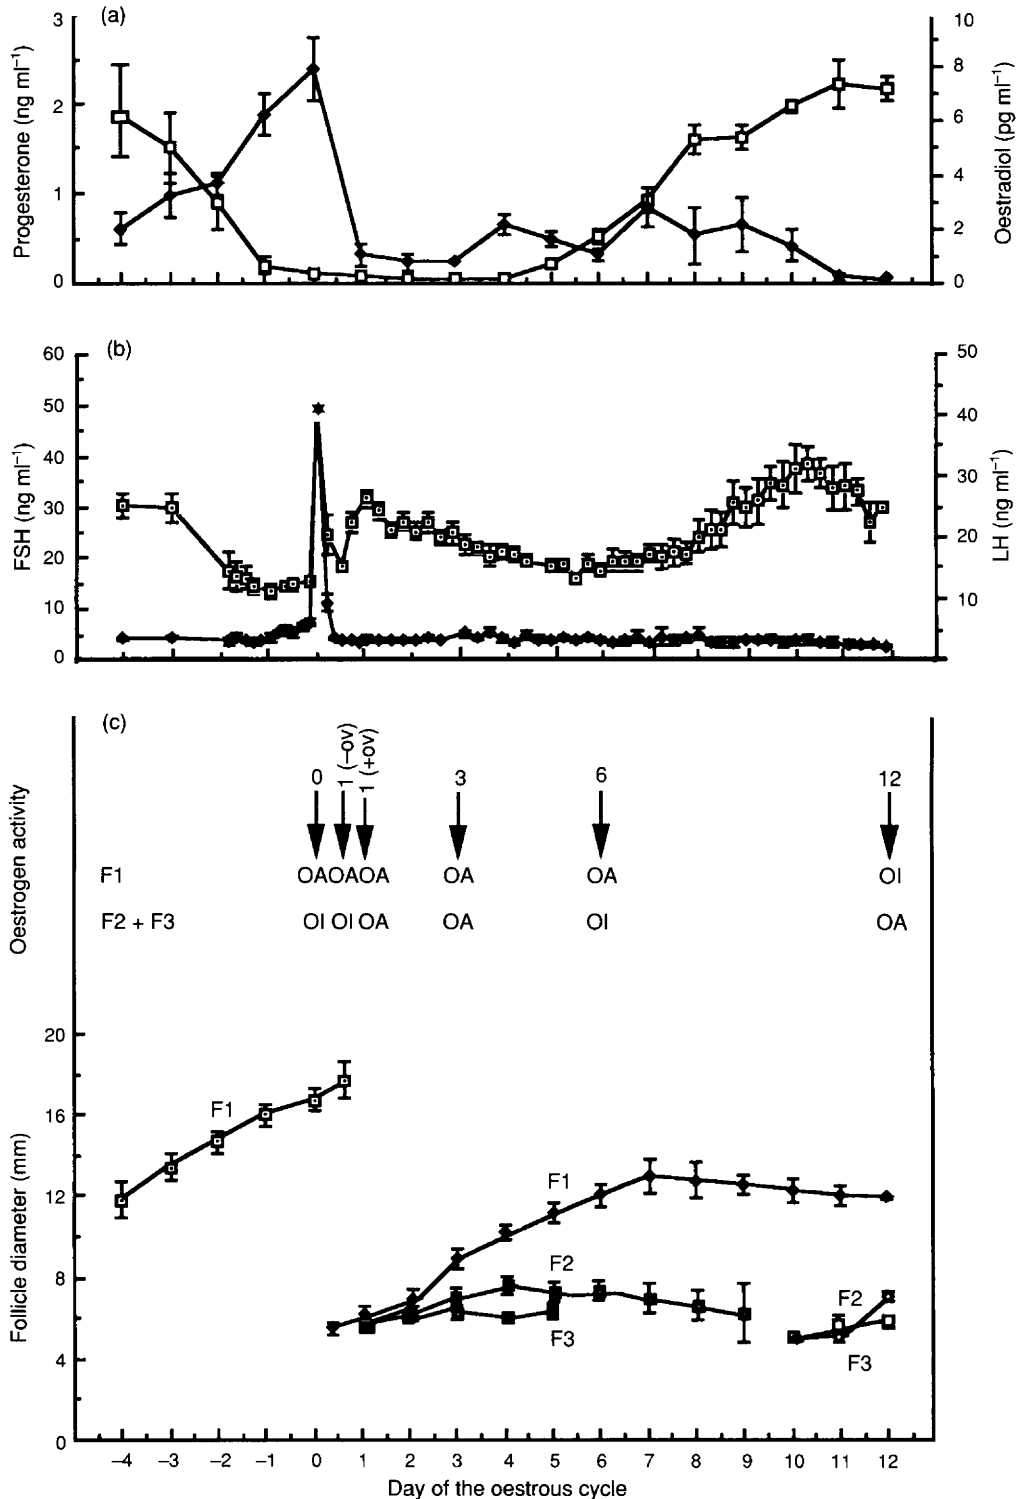 (a)
3
2
1
0
Progesterone (ng ml⁻¹)
10
8
6
4
2
0
Oestradiol (pg ml⁻¹)
(b)
60
50
40
30
20
10
0
FSH (ng ml⁻¹)
50
40
30
20
10
LH (ng ml⁻¹)
(c)
Oestrogen activity
0
1 (–ov)
1 (+ov)
3
6
12
F1 OA OA OA OA OA OI
F2 + F3 OI OI OA OA OI OA
20
16
12
8
4
0
Follicle diameter (mm)
F1
F1
F2
F3
F2
F3
–4 –3 –2 –1 0 1 2 3 4 5 6 7 8 9 10 11 12
Day of the oestrous cycle